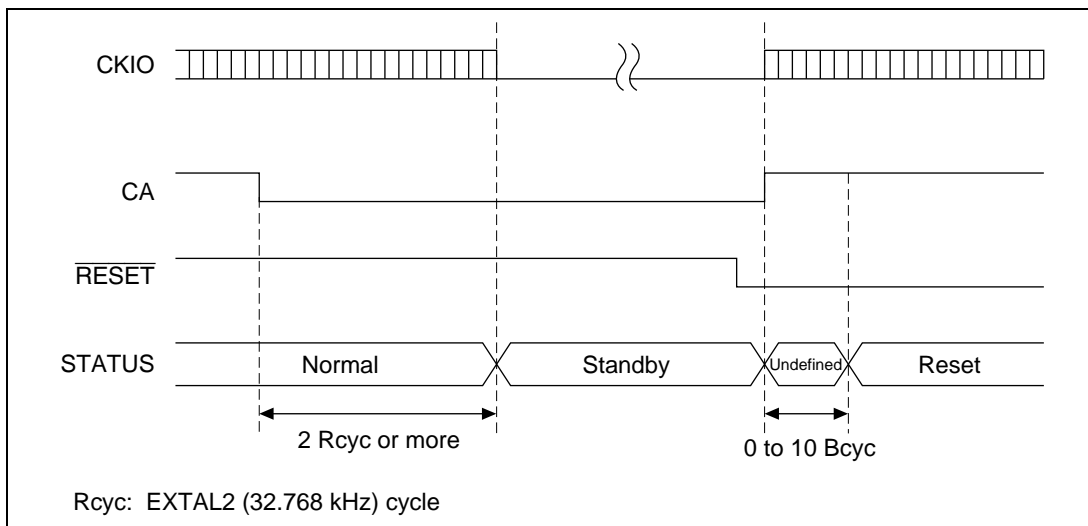 CKIO
CA
RESET
STATUS
Normal
Standby
Undefined
Reset
2 Rcyc or more
0 to 10 Bcyc
Rcyc: EXTAL2 (32.768 kHz) cycle